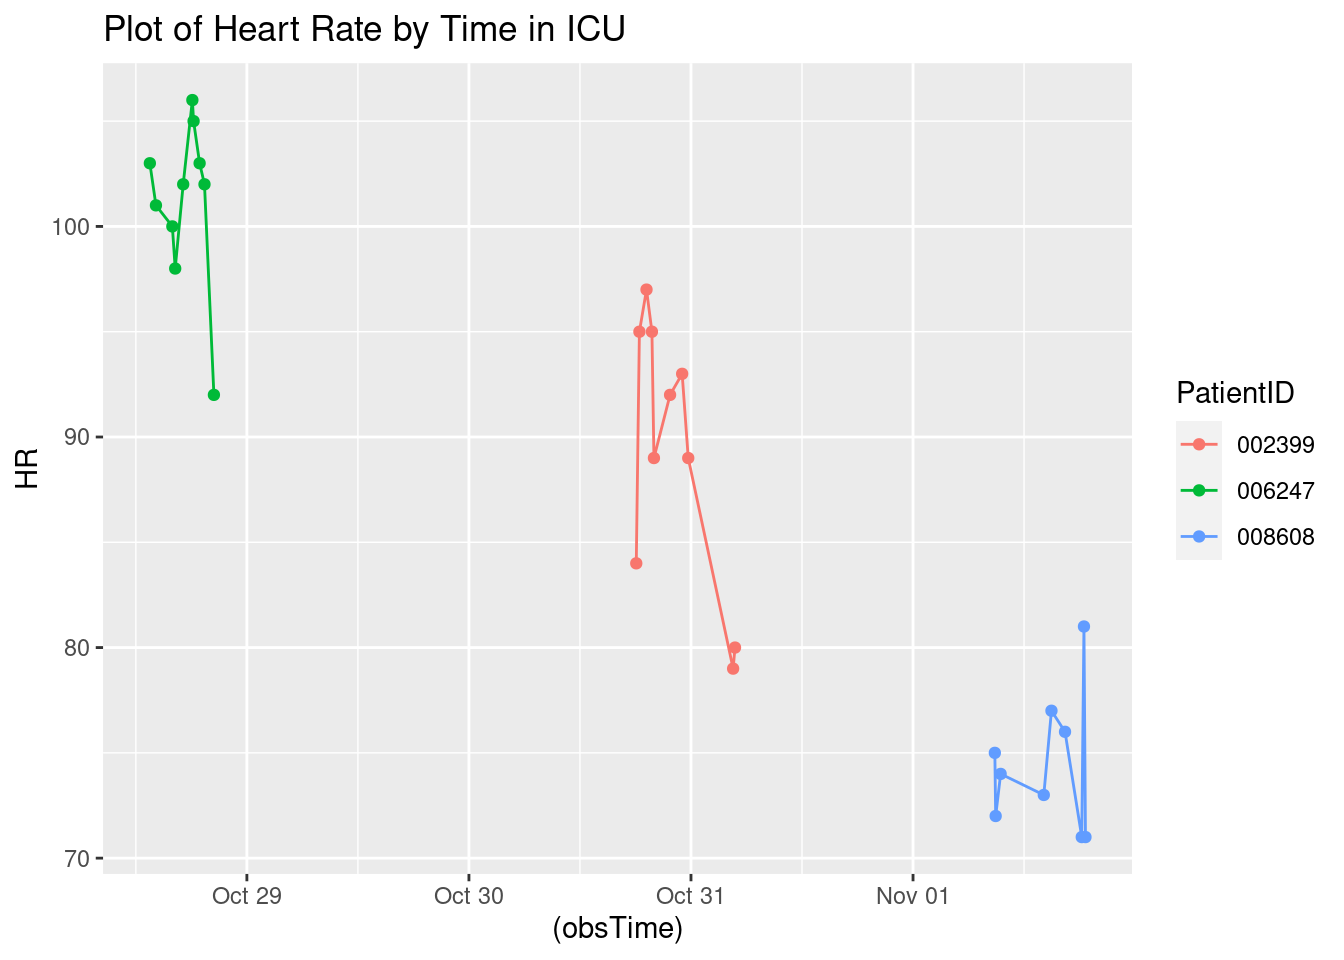 Plot of Heart Rate by Time in ICU
HR
100
90
80
70
Oct 29
Oct 30
Oct 31
Nov 01
(obsTime)
PatientID
002399
006247
008608